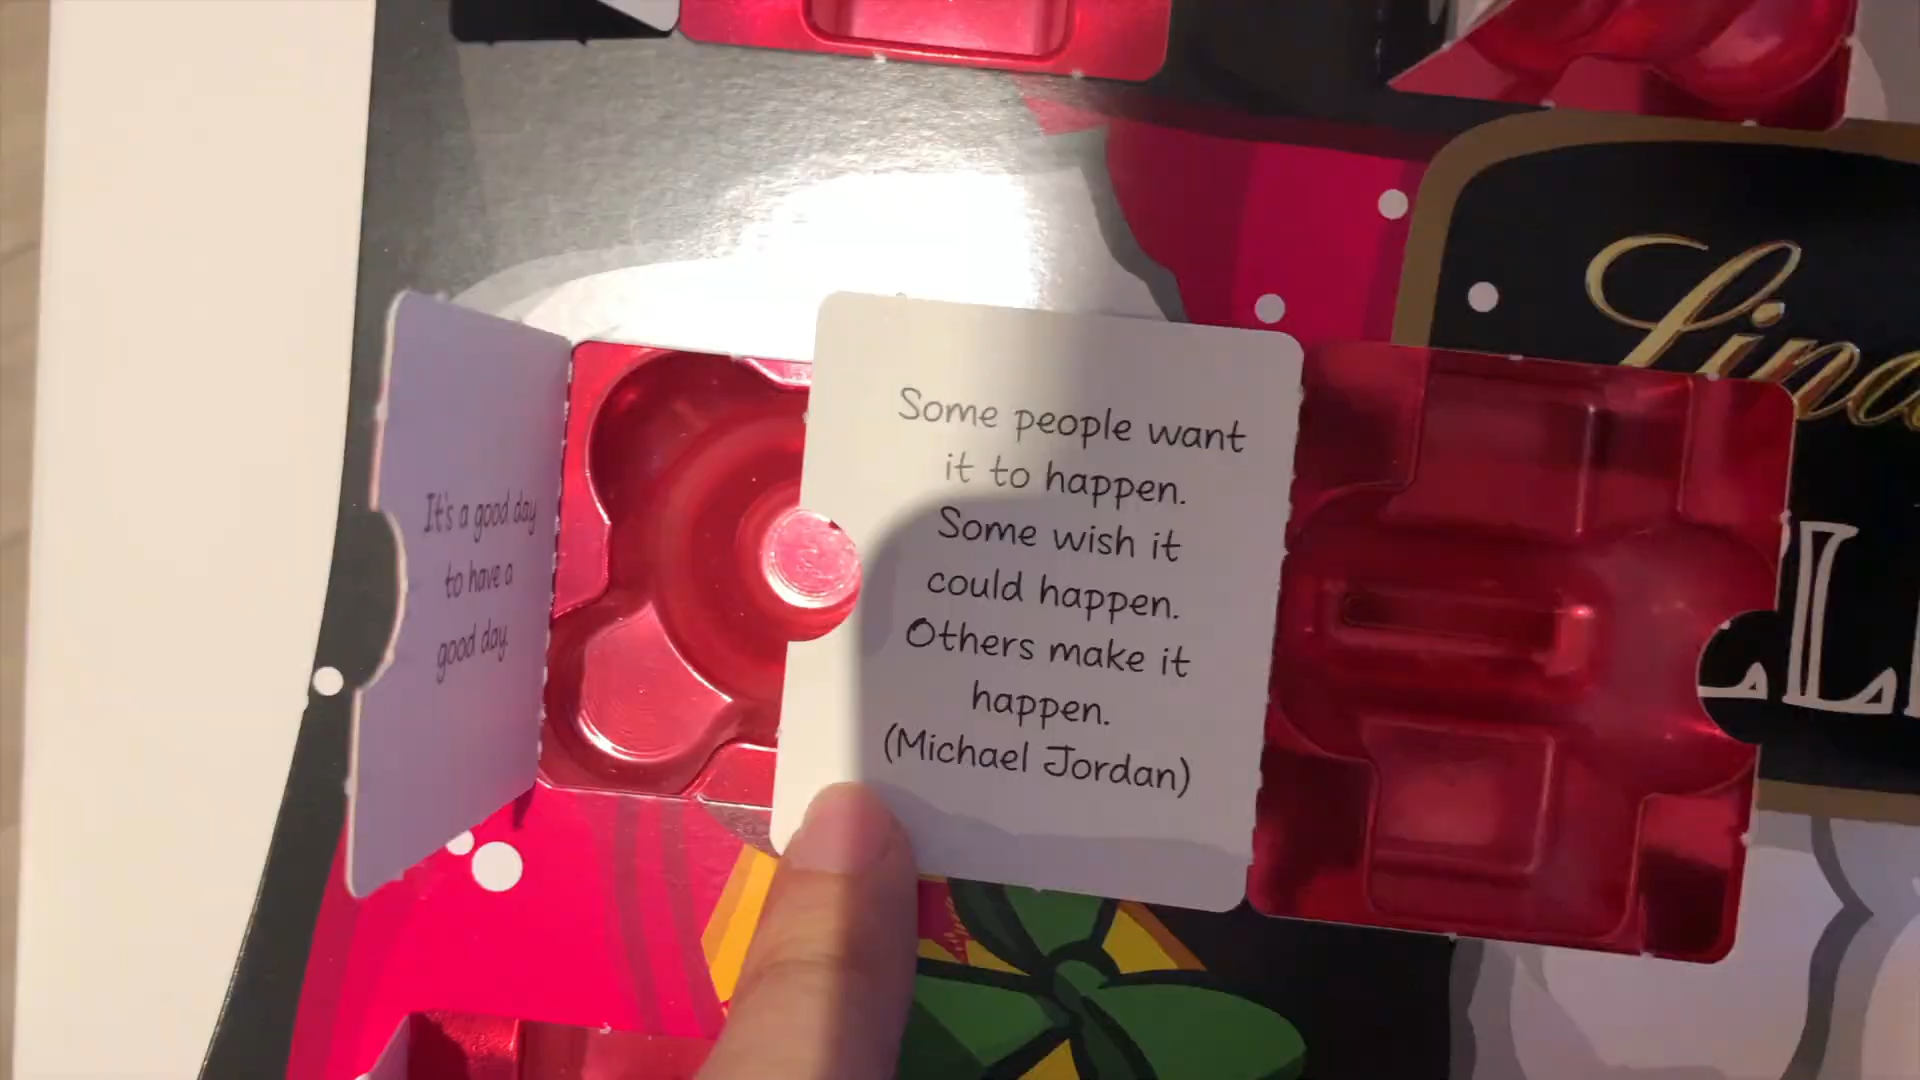 It's a good day
to have a
good day.
Some people want
it to happen.
Some wish it
could happen.
Others make it
happen.
(Michael Jordan)